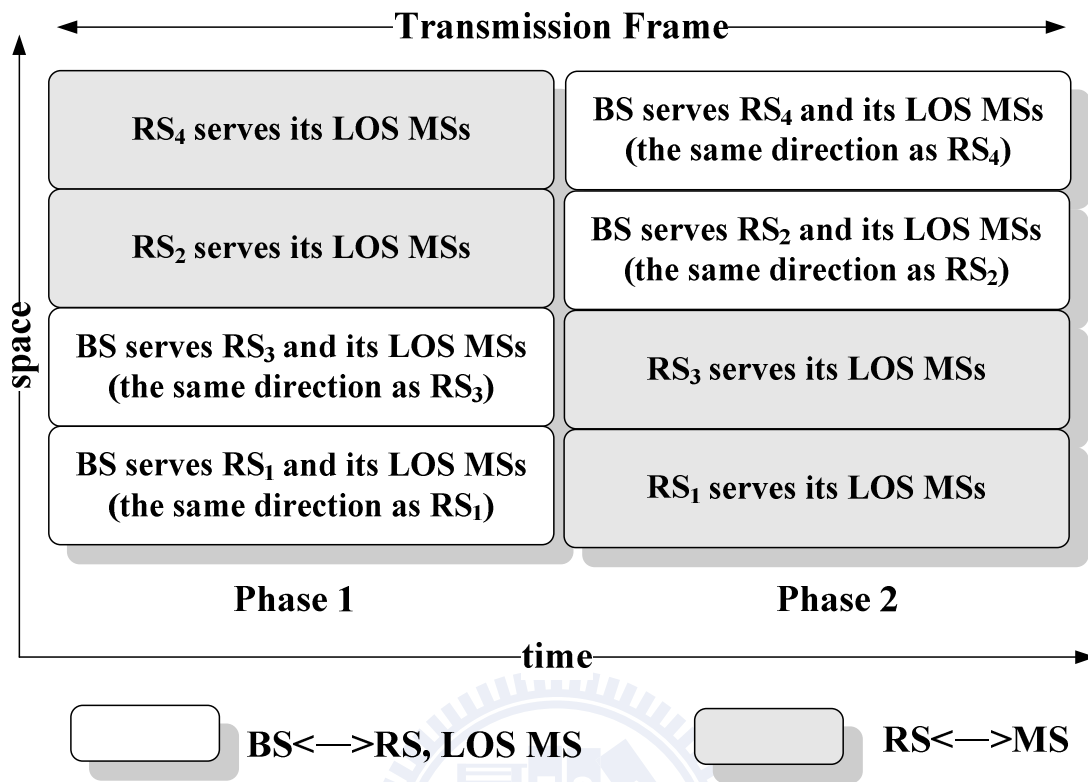 Transmission Frame
space
RS₄ serves its LOS MSs
RS₂ serves its LOS MSs
BS serves RS₃ and its LOS MSs
(the same direction as RS₃)
BS serves RS₁ and its LOS MSs
(the same direction as RS₁)
BS serves RS₄ and its LOS MSs
(the same direction as RS₄)
BS serves RS₂ and its LOS MSs
(the same direction as RS₂)
RS₃ serves its LOS MSs
RS₁ serves its LOS MSs
Phase 1
Phase 2
time
BS<—>RS, LOS MS
RS<—>MS